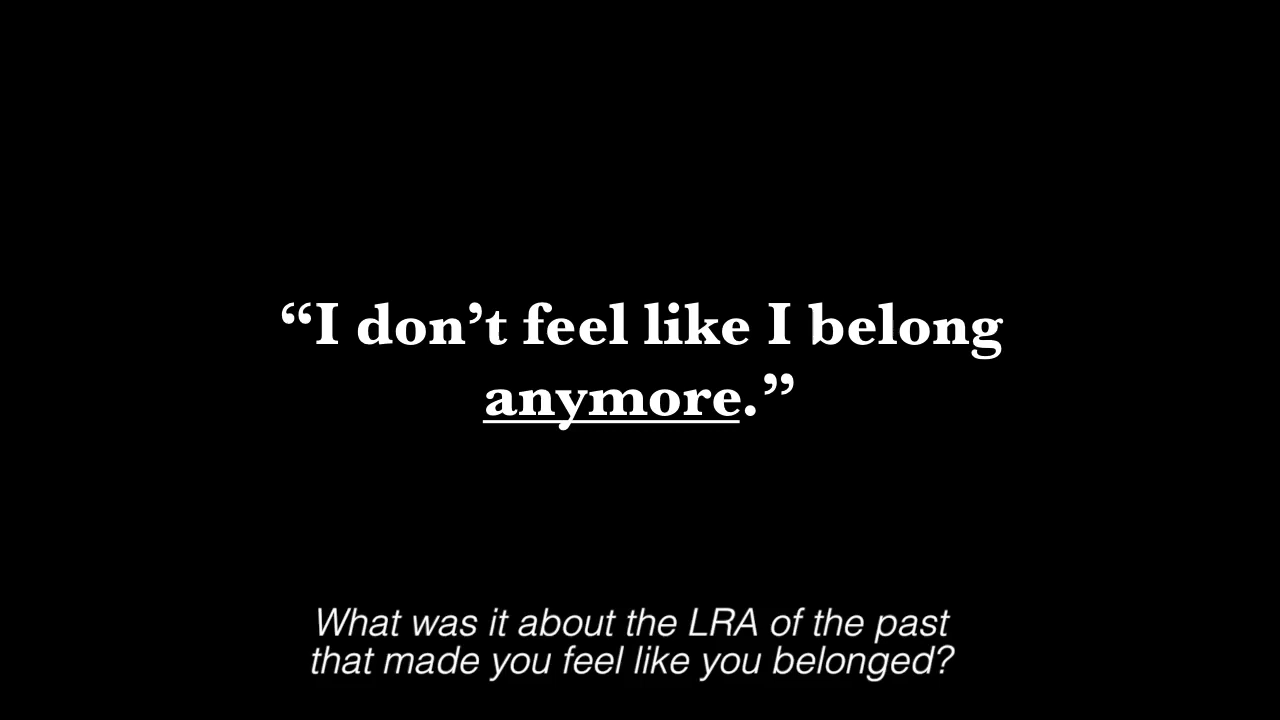 “I don’t feel like I belong
anymore.”
What was it about the LRA of the past
that made you feel like you belonged?